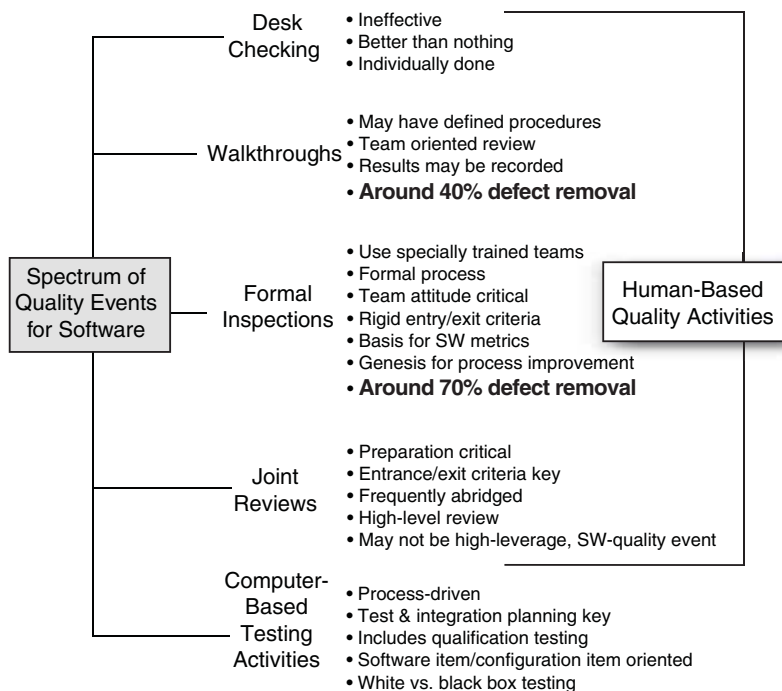 Desk
Checking
• Ineffective
• Better than nothing
• Individually done
Walkthroughs
• May have defined procedures
• Team oriented review
• Results may be recorded
• Around 40% defect removal
Spectrum of
Quality Events
for Software
Formal
Inspections
• Use specially trained teams
• Formal process
• Team attitude critical
• Rigid entry/exit criteria
• Basis for SW metrics
• Genesis for process improvement
• Around 70% defect removal
Human-Based
Quality Activities
Joint
Reviews
• Preparation critical
• Entrance/exit criteria key
• Frequently abridged
• High-level review
• May not be high-leverage, SW-quality event
Computer-
Based
Testing
Activities
• Process-driven
• Test & integration planning key
• Includes qualification testing
• Software item/configuration item oriented
• White vs. black box testing